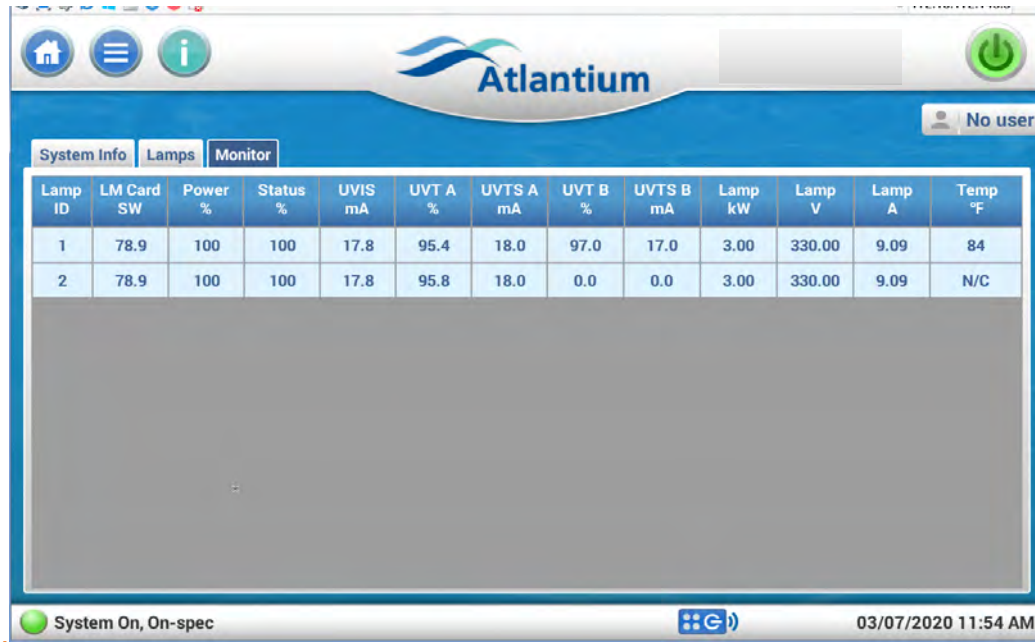 Atlantium
No user
System Info Lamps Monitor
Lamp ID LM Card SW Power % Status % UVIS mA UVT A % UVTS A mA UVT B % UVTS B mA Lamp kW Lamp V Lamp A Temp °F
1 78.9 100 100 17.8 95.4 18.0 97.0 17.0 3.00 330.00 9.09 84
2 78.9 100 100 17.8 95.8 18.0 0.0 0.0 3.00 330.00 9.09 N/C
System On, On-spec 03/07/2020 11:54 AM